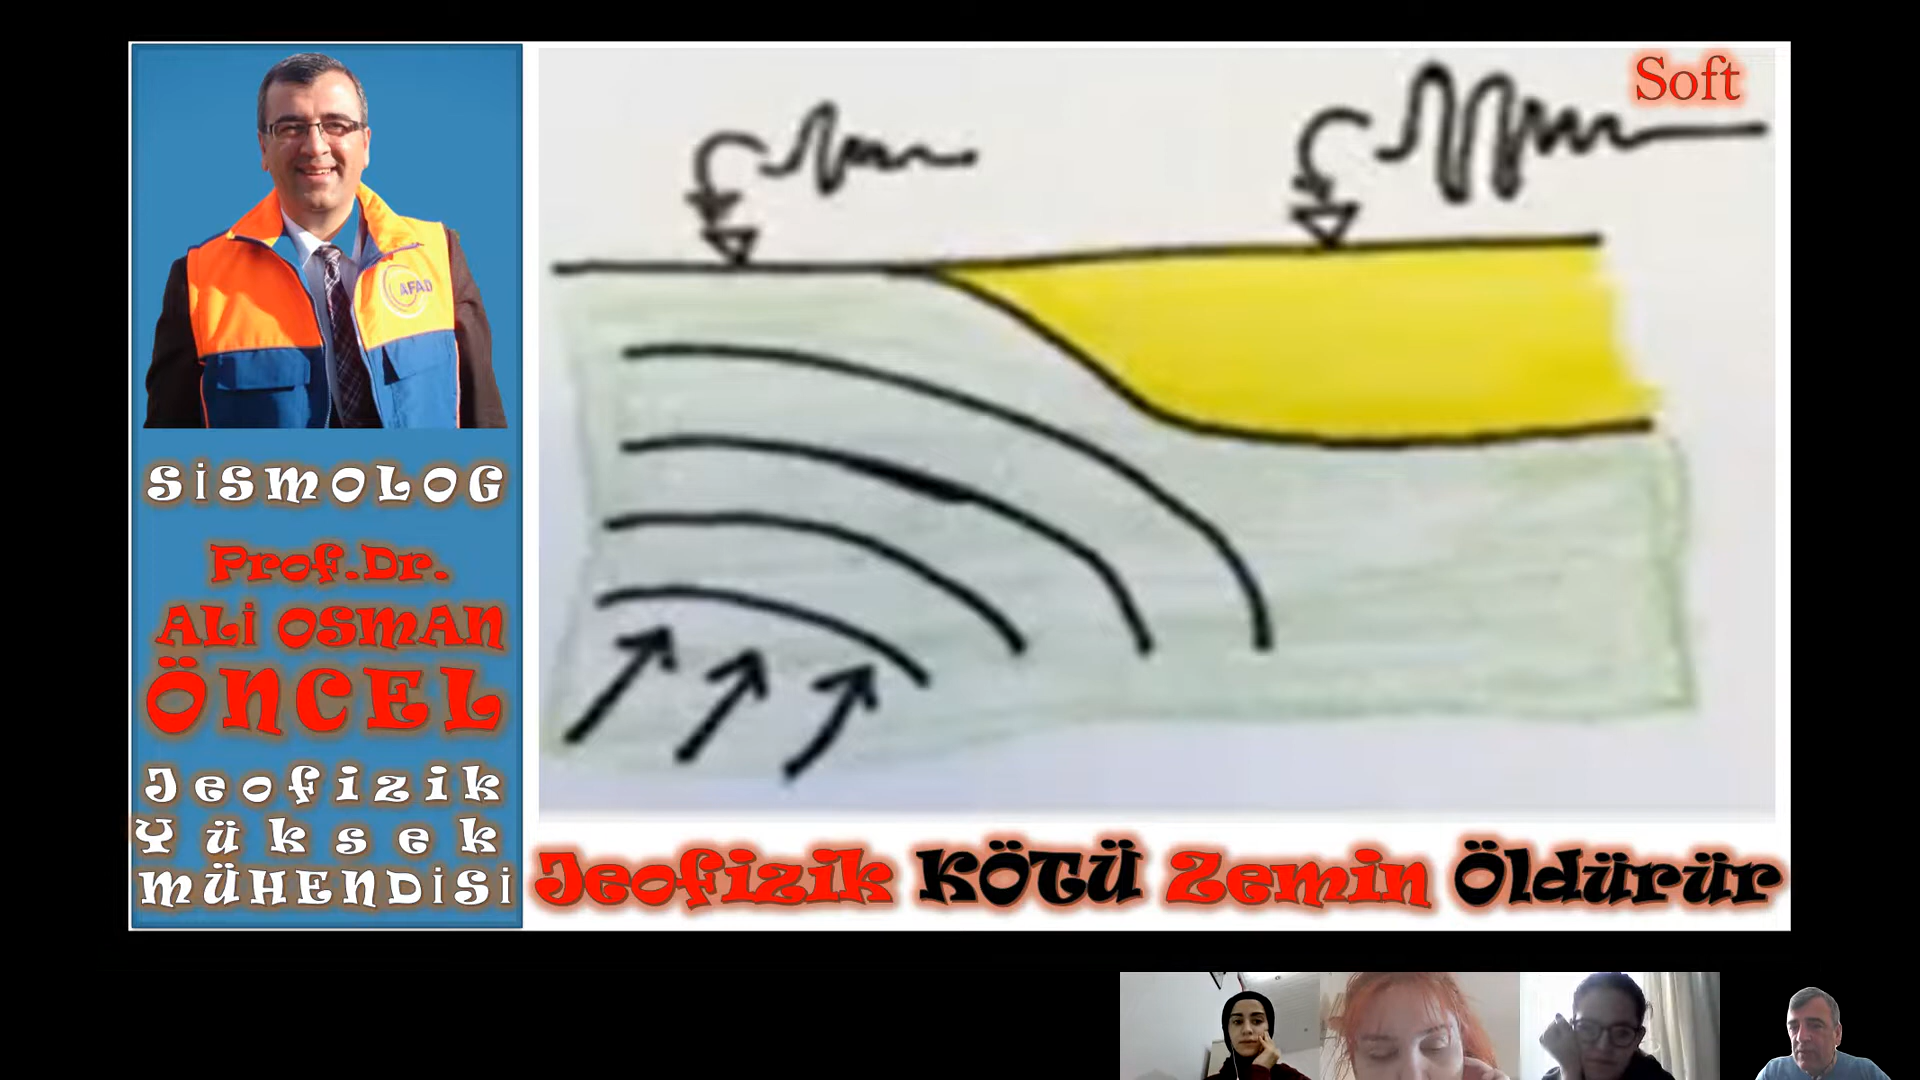 AFAD
SİSMOLOG
Prof.Dr.
ALİ OSMAN
ÖNCEL
Jeofizik
Yüksek
MÜHENDİSİ
Soft
Jeofizik KÖTÜ Zemin Öldürür